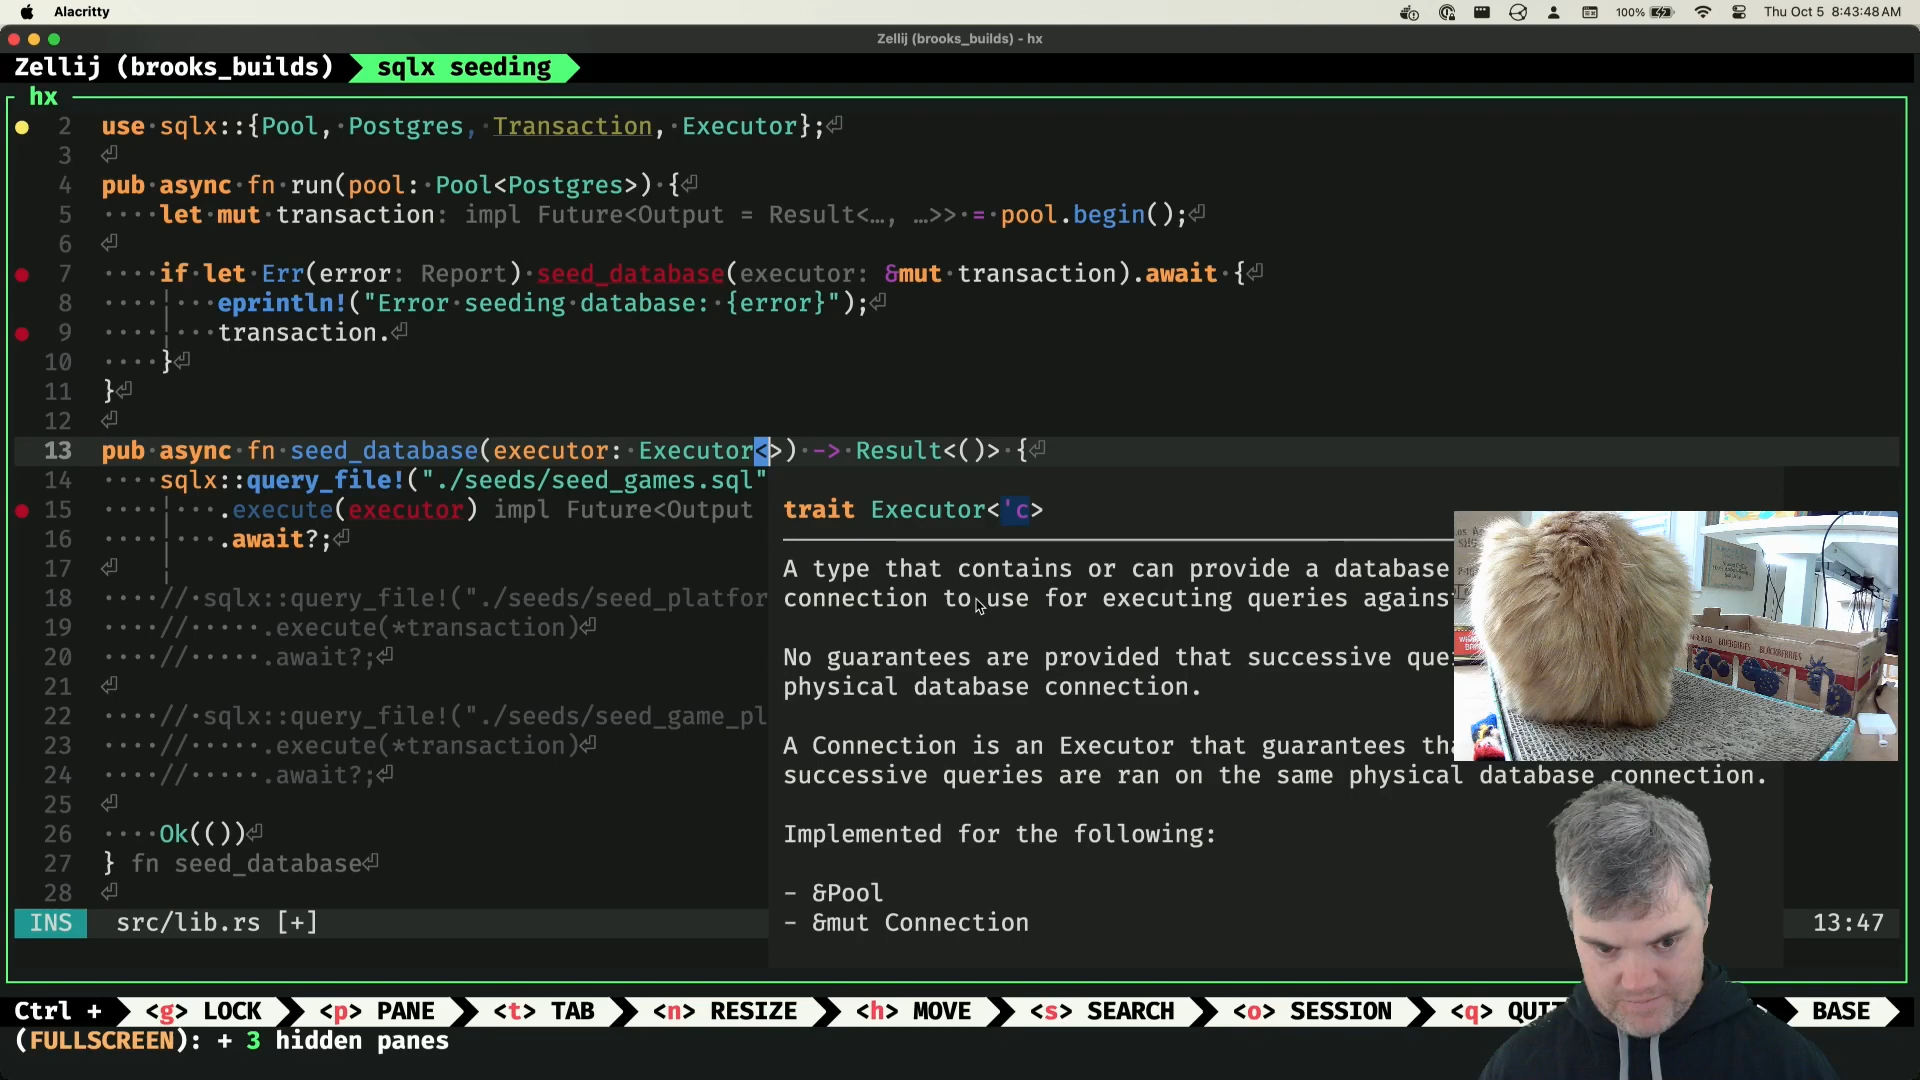 Alacritty
100%
Thu Oct 5 8:43:48 AM
Zellij (brooks_builds) - hx
Zellij (brooks_builds) sqlx seeding
hx
2 use·sqlx::{Pool,·Postgres,·Transaction,·Executor};⏎
3 ⏎
4 pub·async·fn·run(pool:·Pool<Postgres>)·{⏎
5 ····let·mut·transaction: impl Future<Output = Result<…, …>>·=·pool.begin();⏎
6 ⏎
7 ····if·let·Err(error: Report)·seed_database(executor: &mut·transaction).await·{⏎
8 ········eprintln!("Error·seeding·database:·{error}");⏎
9 ········transaction.⏎
10 ····}⏎
11 }⏎
12 ⏎
13 pub·async·fn·seed_database(executor:·Executor<>)·->·Result<()>·{⏎
14 ····sqlx::query_file!("./seeds/seed_games.sql"
15 ········.execute(executor) impl Future<Output
16 ········.await?;⏎
17 ⏎
18 ····//·sqlx::query_file!("./seeds/seed_platfor
19 ····//·····.execute(*transaction)⏎
20 ····//·····.await?;⏎
21 ⏎
22 ····//·sqlx::query_file!("./seeds/seed_game_pl
23 ····//·····.execute(*transaction)⏎
24 ····//·····.await?;⏎
25 ⏎
26 ····Ok(())⏎
27 } fn seed_database⏎
28 ⏎
trait Executor<'c>
A type that contains or can provide a database
connection to use for executing queries agains
No guarantees are provided that successive que
physical database connection.
A Connection is an Executor that guarantees th
successive queries are ran on the same physical database connection.
Implemented for the following:
- &Pool
- &mut Connection
INS src/lib.rs [+] 13:47
Ctrl + <g> LOCK <p> PANE <t> TAB <n> RESIZE <h> MOVE <s> SEARCH <o> SESSION <q> QU BASE
(FULLSCREEN): + 3 hidden panes
BLACKBERRIES